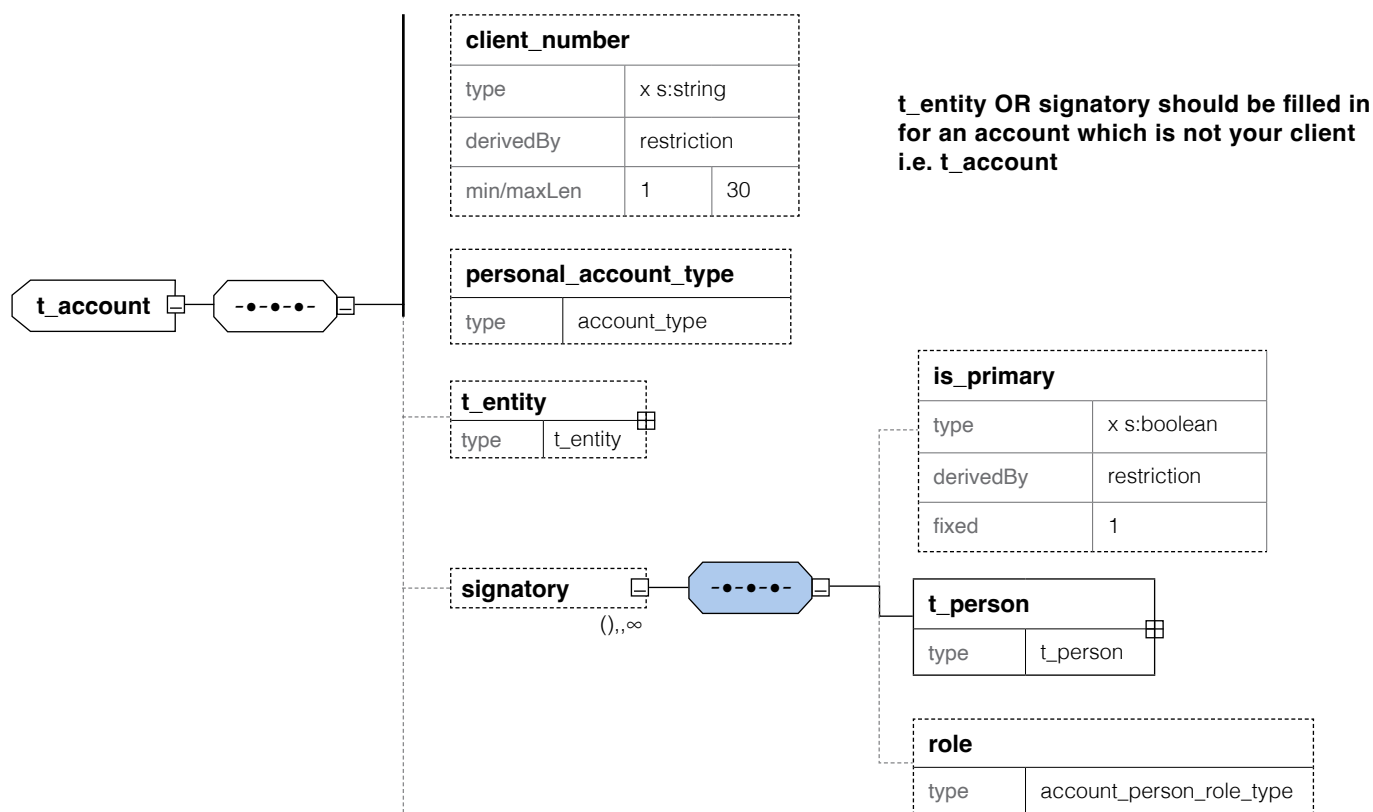 client_number
type x s:string
derivedBy restriction
min/maxLen 1 30
t_entity OR signatory should be filled in
for an account which is not your client
i.e. t_account
t_account
personal_account_type
type account_type
t_entity
type t_entity
signatory
(),,∞
is_primary
type x s:boolean
derivedBy restriction
fixed 1
t_person
type t_person
role
type account_person_role_type